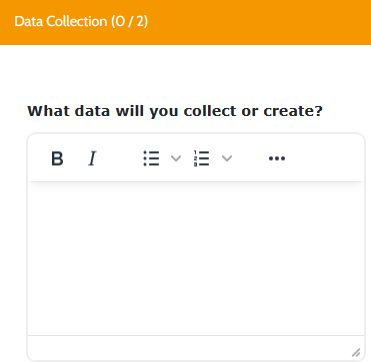 Data Collection (0 / 2)
What data will you collect or create?
B I